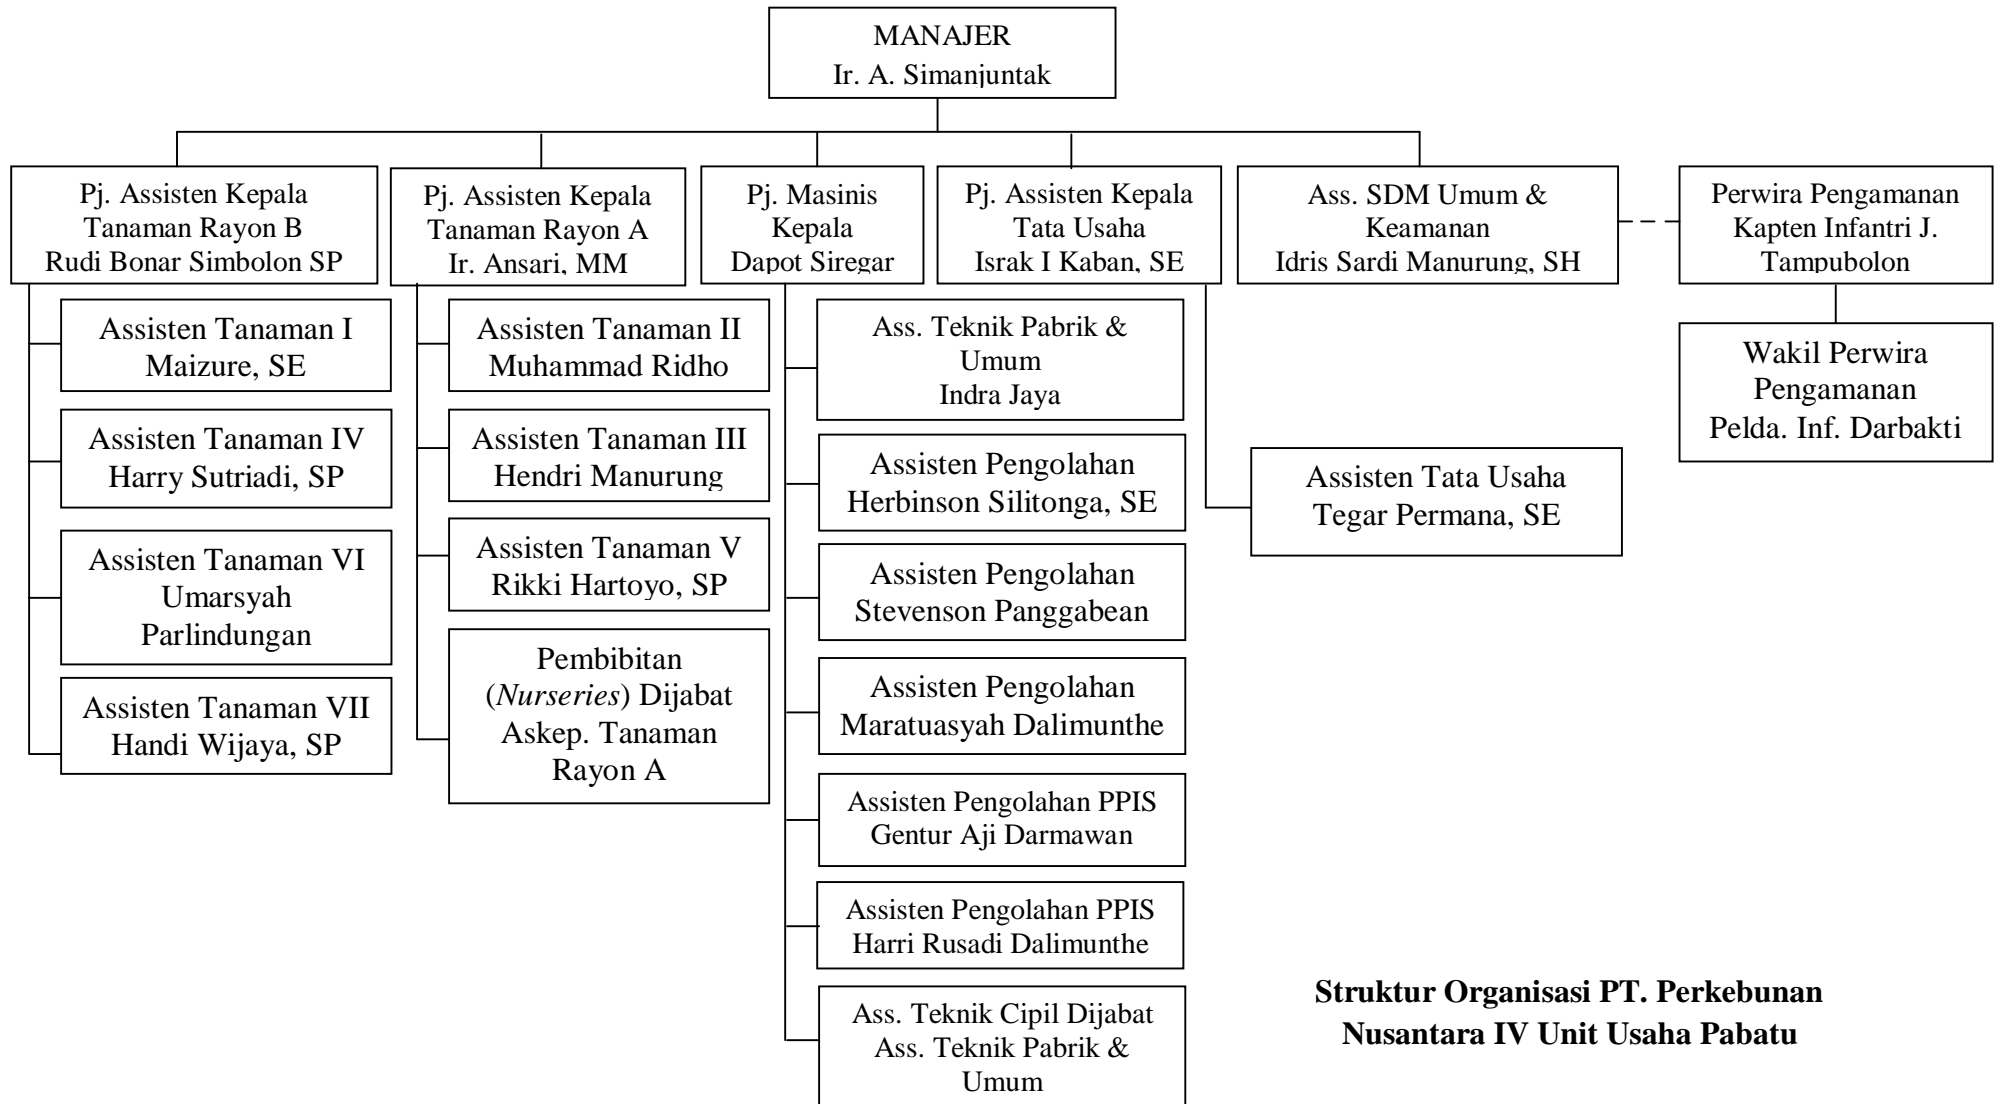 MANAJER
Ir. A. Simanjuntak
Pj. Assisten Kepala
Tanaman Rayon B
Rudi Bonar Simbolon SP
Pj. Assisten Kepala
Tanaman Rayon A
Ir. Ansari, MM
Pj. Masinis
Kepala
Dapot Siregar
Pj. Assisten Kepala
Tata Usaha
Israk I Kaban, SE
Ass. SDM Umum &
Keamanan
Idris Sardi Manurung, SH
Perwira Pengamanan
Kapten Infantri J.
Tampubolon
Assisten Tanaman I
Maizure, SE
Assisten Tanaman IV
Harry Sutriadi, SP
Assisten Tanaman VI
Umarsyah
Parlindungan
Assisten Tanaman VII
Handi Wijaya, SP
Assisten Tanaman II
Muhammad Ridho
Assisten Tanaman III
Hendri Manurung
Assisten Tanaman V
Rikki Hartoyo, SP
Pembibitan
(Nurseries) Dijabat
Askep. Tanaman
Rayon A
Ass. Teknik Pabrik &
Umum
Indra Jaya
Assisten Pengolahan
Herbinson Silitonga, SE
Assisten Pengolahan
Stevenson Panggabean
Assisten Pengolahan
Maratuasyah Dalimunthe
Assisten Pengolahan PPIS
Gentur Aji Darmawan
Assisten Pengolahan PPIS
Harri Rusadi Dalimunthe
Ass. Teknik Cipil Dijabat
Ass. Teknik Pabrik &
Umum
Assisten Tata Usaha
Tegar Permana, SE
Wakil Perwira
Pengamanan
Pelda. Inf. Darbakti
Struktur Organisasi PT. Perkebunan
Nusantara IV Unit Usaha Pabatu